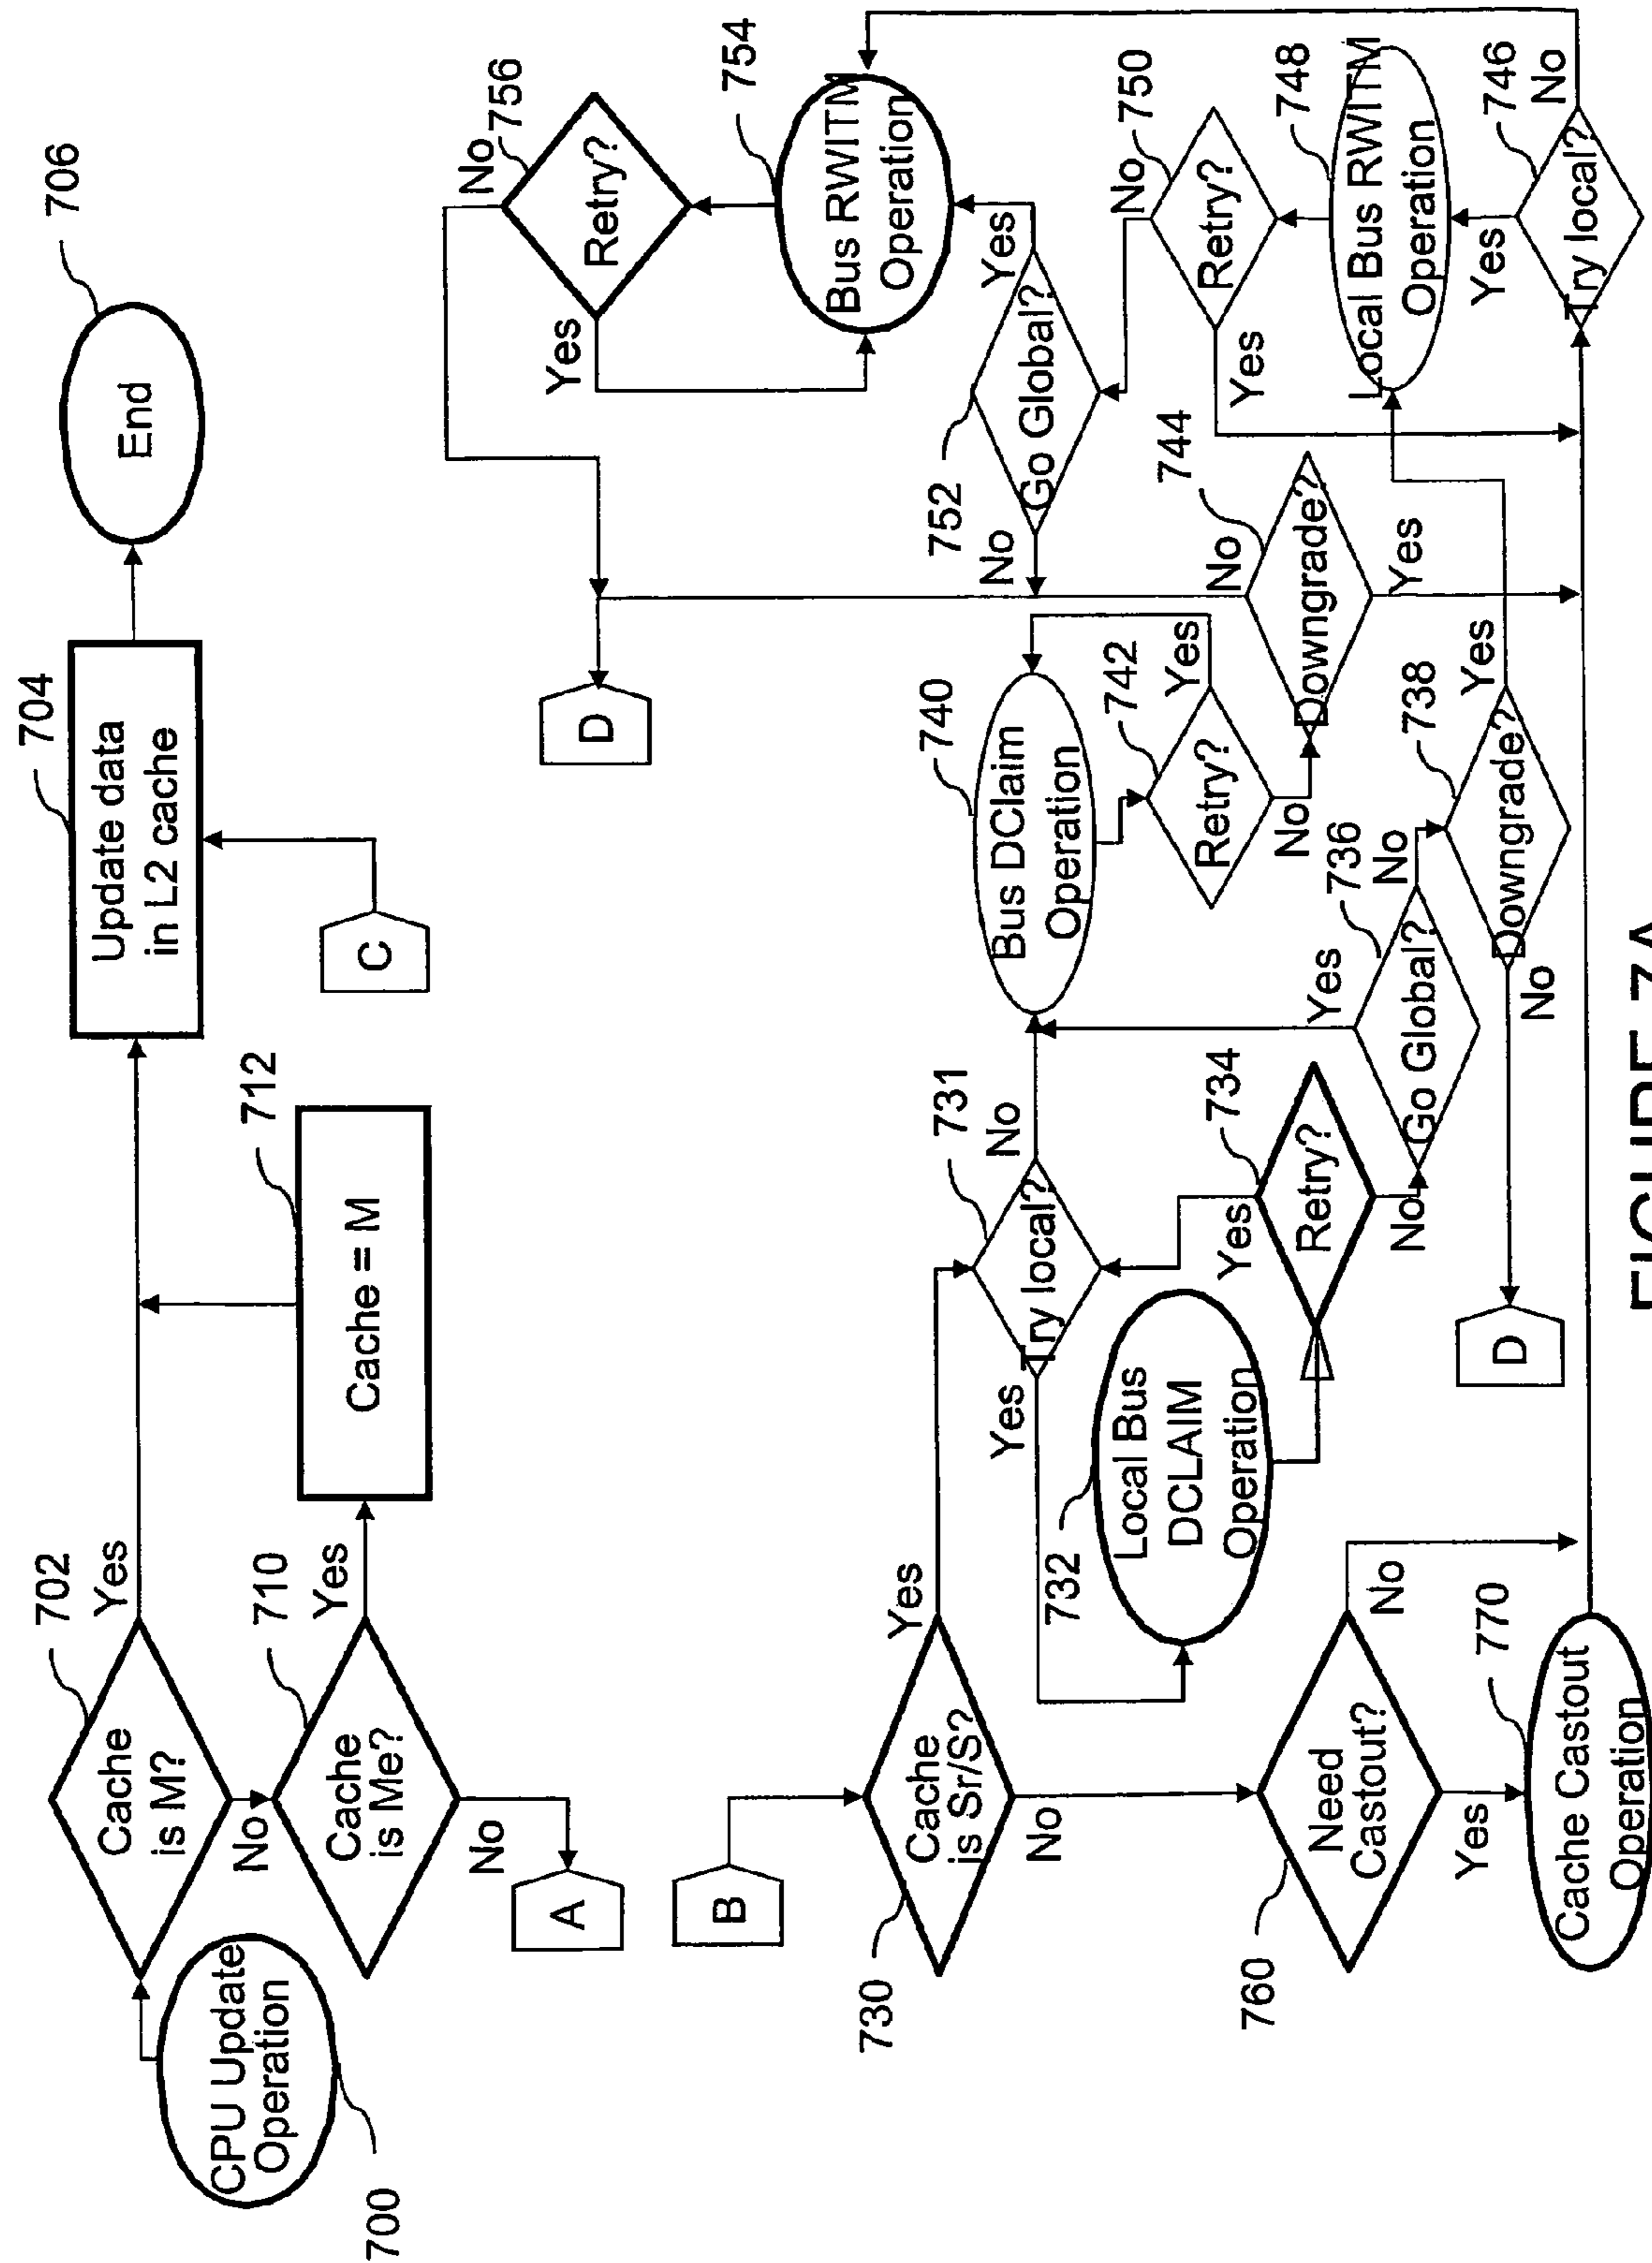 700
CPU Update
Operation
702
Cache
is M?
Yes
No
704
Update data
in L2 cache
706
End
710
Cache
is Me?
Yes
No
712
Cache = M
C
A
D
B
730
Cache
is Sr/S?
Yes
No
731
Try local?
No
Yes
732
Local Bus
DCLAIM
Operation
734
Retry?
Yes
No
736
Go Global?
Yes
No
738
Downgrade?
Yes
No
D
740
Bus DClaim
Operation
742
Retry?
Yes
No
744
Downgrade?
No
Yes
746
Try local?
No
Yes
748
Local Bus RWITM
Operation
750
Retry?
No
Yes
752
Go Global?
Yes
No
754
Bus RWITM
Operation
756
Retry?
No
Yes
760
Need
Castout?
No
Yes
770
Cache Castout
Operation
FIGURE 7A